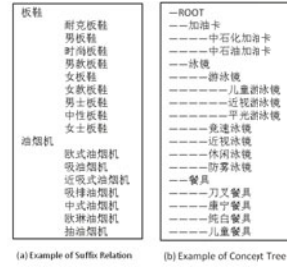 板鞋
耐克板鞋
男板鞋
时尚板鞋
男款板鞋
女板鞋
女款板鞋
男士板鞋
中性板鞋
女士板鞋
油烟机
欧式油烟机
吸油烟机
近吸式油烟机
吸排油烟机
中式油烟机
欧琳油烟机
抽油烟机
(a) Example of Suffix Relation
—ROOT
——加油卡
————中石化加油卡
————中石油加油卡
——泳镜
————游泳镜
——————儿童游泳镜
——————近视游泳镜
——————平光游泳镜
————竞速泳镜
————近视泳镜
————休闲泳镜
————防雾泳镜
——餐具
————刀叉餐具
————康宁餐具
————纯白餐具
————儿童餐具
(b) Example of Concept Tree